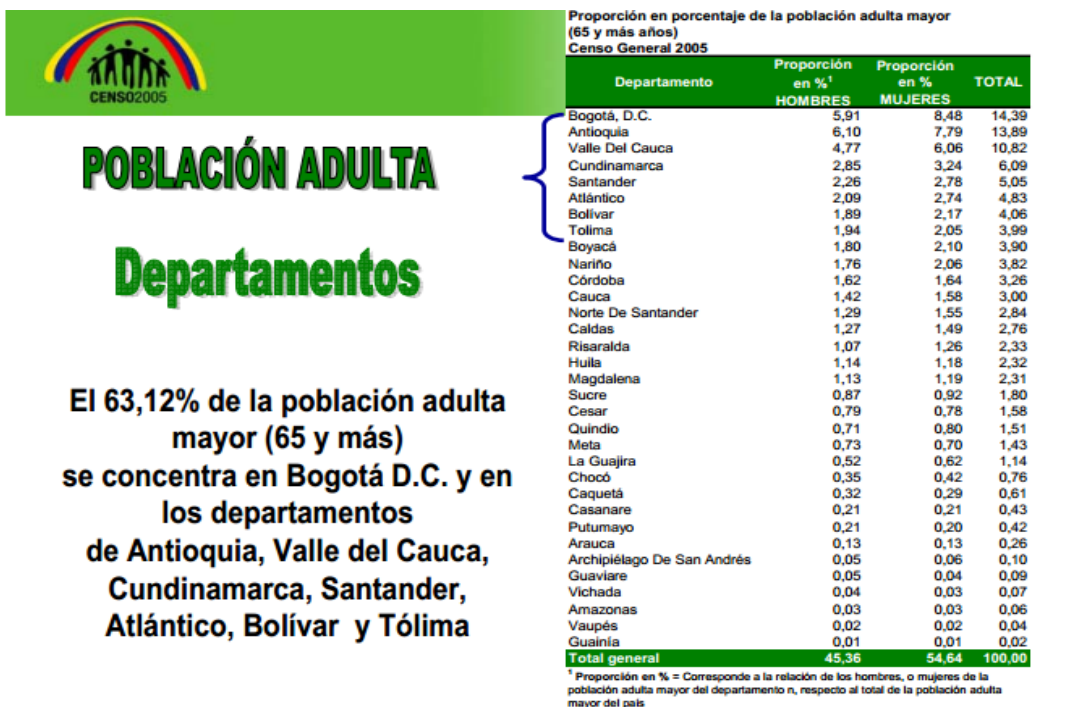 CENSO2005
POBLACIÓN ADULTA
Departamentos
El 63,12% de la población adulta
mayor (65 y más)
se concentra en Bogotá D.C. y en
los departamentos
de Antioquia, Valle del Cauca,
Cundinamarca, Santander,
Atlántico, Bolívar y Tólima
Proporción en porcentaje de la población adulta mayor
(65 y más años)
Censo General 2005
Departamento Proporción en %¹ HOMBRES Proporción en % MUJERES TOTAL
Bogotá, D.C. 5,91 8,48 14,39
Antioquia 6,10 7,79 13,89
Valle Del Cauca 4,77 6,06 10,82
Cundinamarca 2,85 3,24 6,09
Santander 2,26 2,78 5,05
Atlántico 2,09 2,74 4,83
Bolívar 1,89 2,17 4,06
Tolima 1,94 2,05 3,99
Boyacá 1,80 2,10 3,90
Nariño 1,76 2,06 3,82
Córdoba 1,62 1,64 3,26
Cauca 1,42 1,58 3,00
Norte De Santander 1,29 1,55 2,84
Caldas 1,27 1,49 2,76
Risaralda 1,07 1,26 2,33
Huila 1,14 1,18 2,32
Magdalena 1,13 1,19 2,31
Sucre 0,87 0,92 1,80
Cesar 0,79 0,78 1,58
Quindio 0,71 0,80 1,51
Meta 0,73 0,70 1,43
La Guajira 0,52 0,62 1,14
Chocó 0,35 0,42 0,76
Caquetá 0,32 0,29 0,61
Casanare 0,21 0,21 0,43
Putumayo 0,21 0,20 0,42
Arauca 0,13 0,13 0,26
Archipiélago De San Andrés 0,05 0,06 0,10
Guaviare 0,05 0,04 0,09
Vichada 0,04 0,03 0,07
Amazonas 0,03 0,03 0,06
Vaupés 0,02 0,02 0,04
Guainía 0,01 0,01 0,02
Total general 45,36 54,64 100,00
¹ Proporción en % = Corresponde a la relación de los hombres, o mujeres de la
población adulta mayor del departamento n, respecto al total de la población adulta
mayor del país